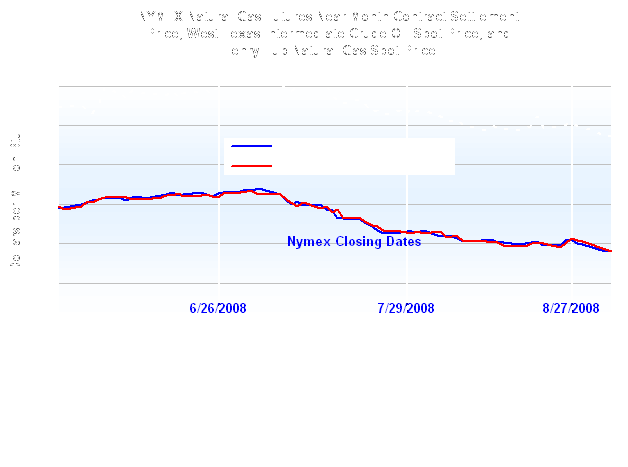 NYMEX Natural Gas Futures Near Month Contract Settlement
Price, West Texas Intermediate Crude Oil Spot Price, and
Henry Hub Natural Gas Spot Price
Nymex Closing Dates
6/26/2008
7/29/2008
8/27/2008